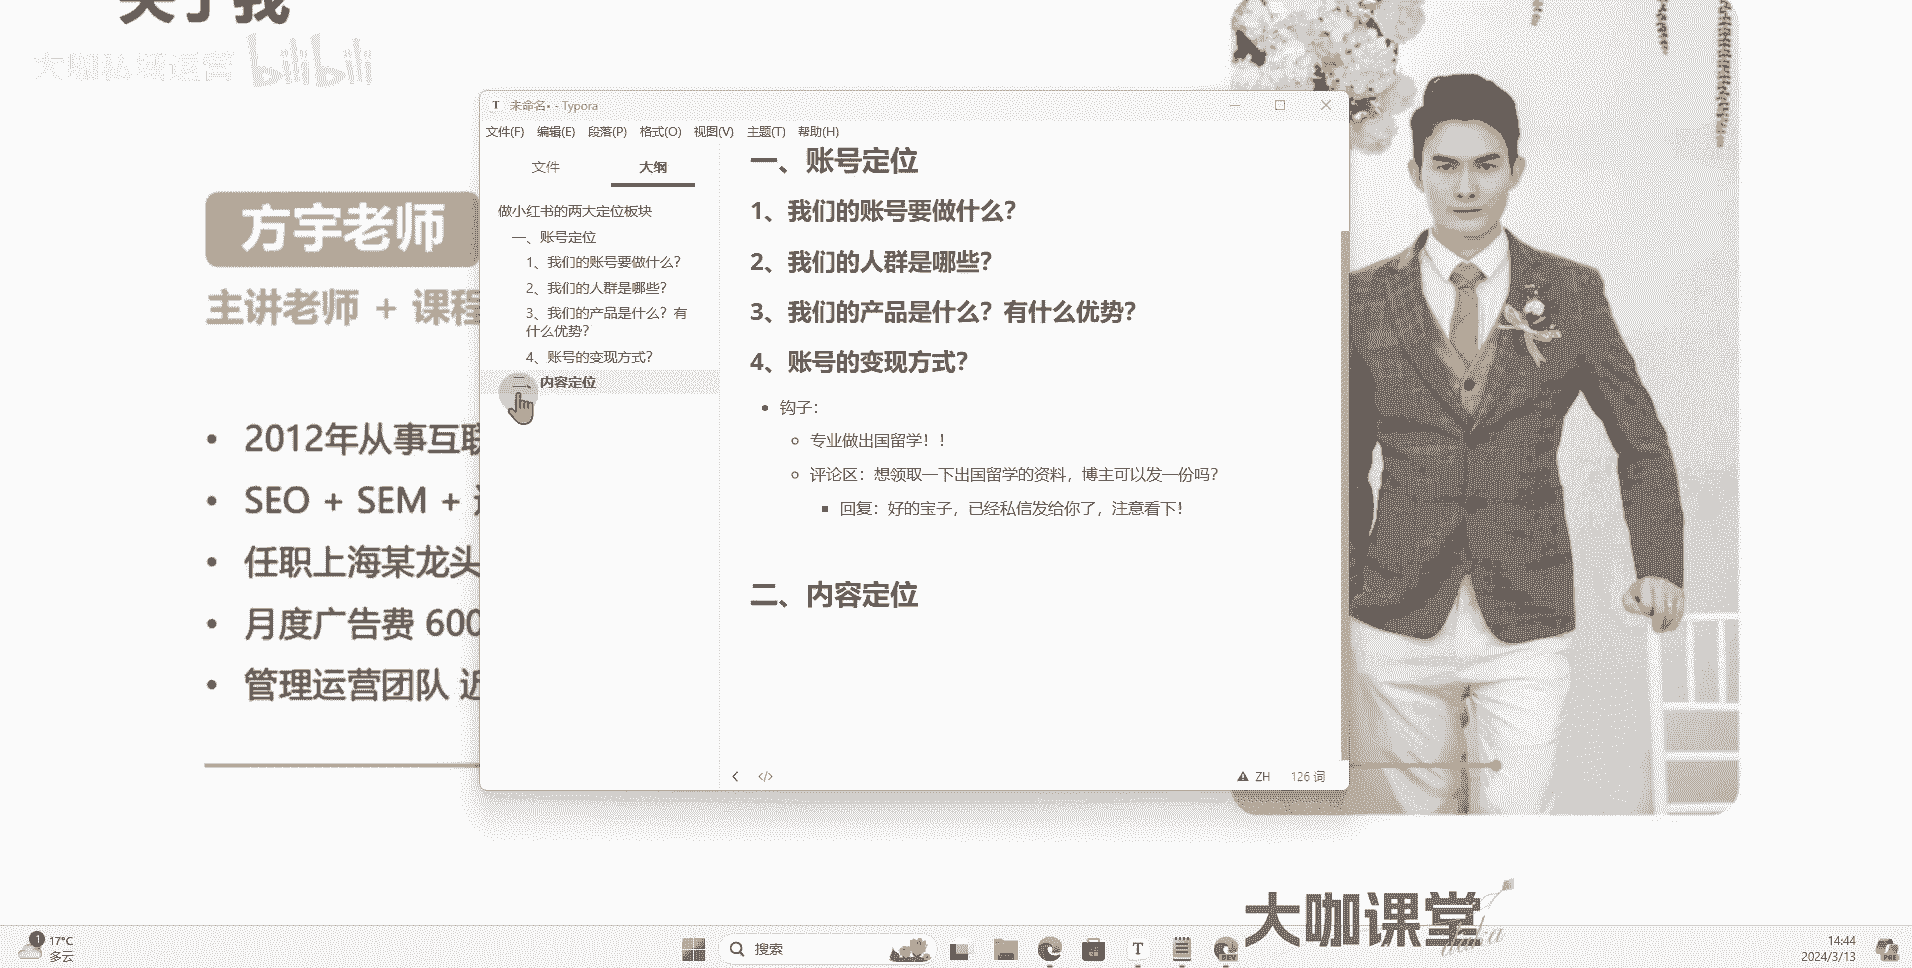 关于我
大咖私域运营 bilibili
未命名• - Typora
文件(F) 编辑(E) 段落(P) 格式(O) 视图(V) 主题(T) 帮助(H)
文件 大纲
做小红书的两大定位板块
一、账号定位
1、我们的账号要做什么？
2、我们的人群是哪些？
3、我们的产品是什么？有
什么优势？
4、账号的变现方式？
二、内容定位
一、账号定位
1、我们的账号要做什么？
2、我们的人群是哪些？
3、我们的产品是什么？有什么优势？
4、账号的变现方式？
钩子：
专业做出国留学！！
评论区：想领取一下出国留学的资料，博主可以发一份吗？
回复：好的宝子，已经私信发给你了，注意看下！
二、内容定位
ZH 126 词
方宇老师
主讲老师 + 课程
2012年从事互联
SEO + SEM +
任职上海某龙头
月度广告费 600
管理运营团队 近
大咖课堂
1
17°C
多云
搜索
T
DEV
14:44
2024/3/13
PRE